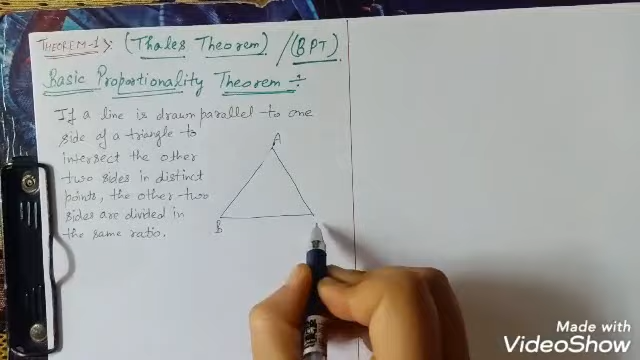 THEOREM-1: (Thales Theorem) / (BPT)
Basic Proportionality Theorem ÷
If a line is drawn parallel to one
side of a triangle to
intersect the other
two sides in distinct
points, the other two
sides are divided in
the same ratio.
A
B
Made with
VideoShow